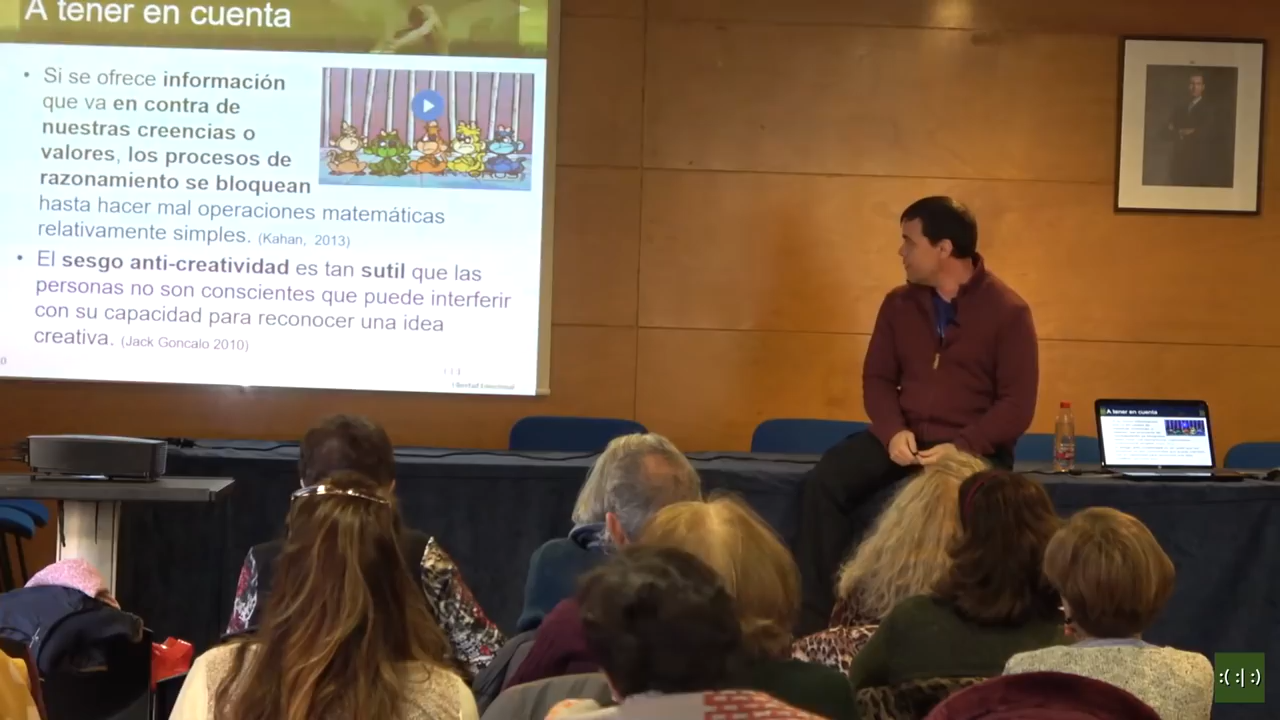 A tener en cuenta
• Si se ofrece información
que va en contra de
nuestras creencias o
valores, los procesos de
razonamiento se bloquean
hasta hacer mal operaciones matemáticas
relativamente simples. (Kahan, 2013)
• El sesgo anti-creatividad es tan sutil que las
personas no son conscientes que puede interferir
con su capacidad para reconocer una idea
creativa. (Jack Goncalo 2010)
A tener en cuenta
:( :| :)